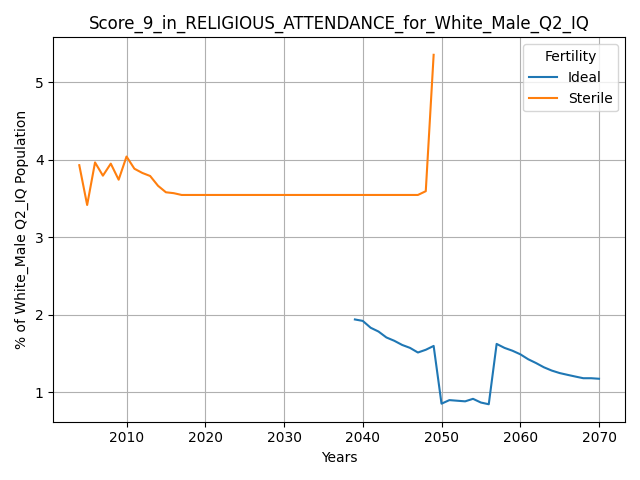 Score_9_in_RELIGIOUS_ATTENDANCE_for_White_Male_Q2_IQ
Fertility
Ideal
Sterile
% of White_Male Q2_IQ Population
5
4
3
2
1
2010 2020 2030 2040 2050 2060 2070
Years